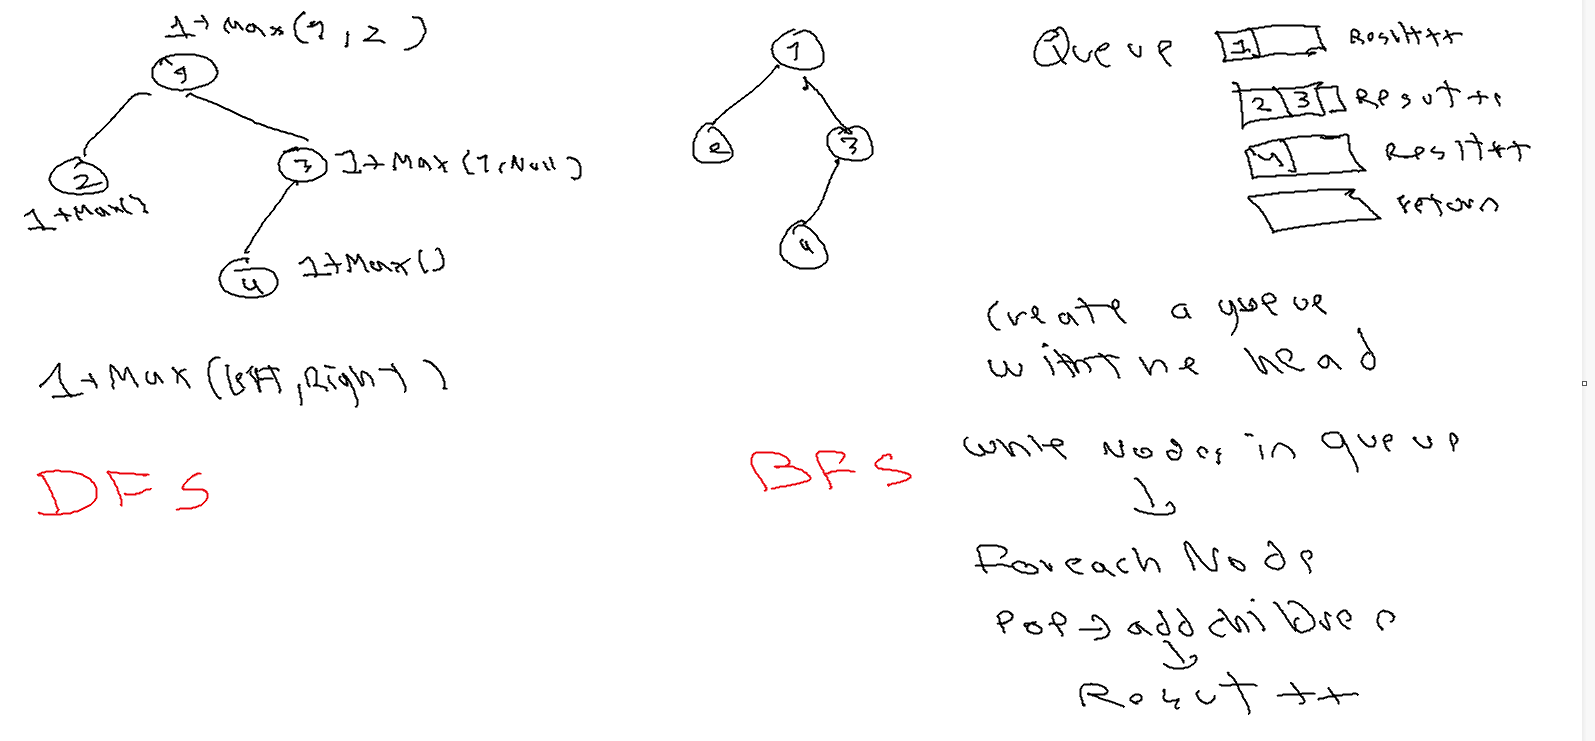 1+Max(1,2)
1
2
3
1+Max(1,Null)
1+Max()
4
1+Max()
1+Max(left,Right)
DFS
1
2
3
4
BFS
Queue
1
Result++
2 3
Result++
4
Result++
return
Create a queue
with the head
While Nodes in queue
Foreach Node
Pop → add children
Result ++